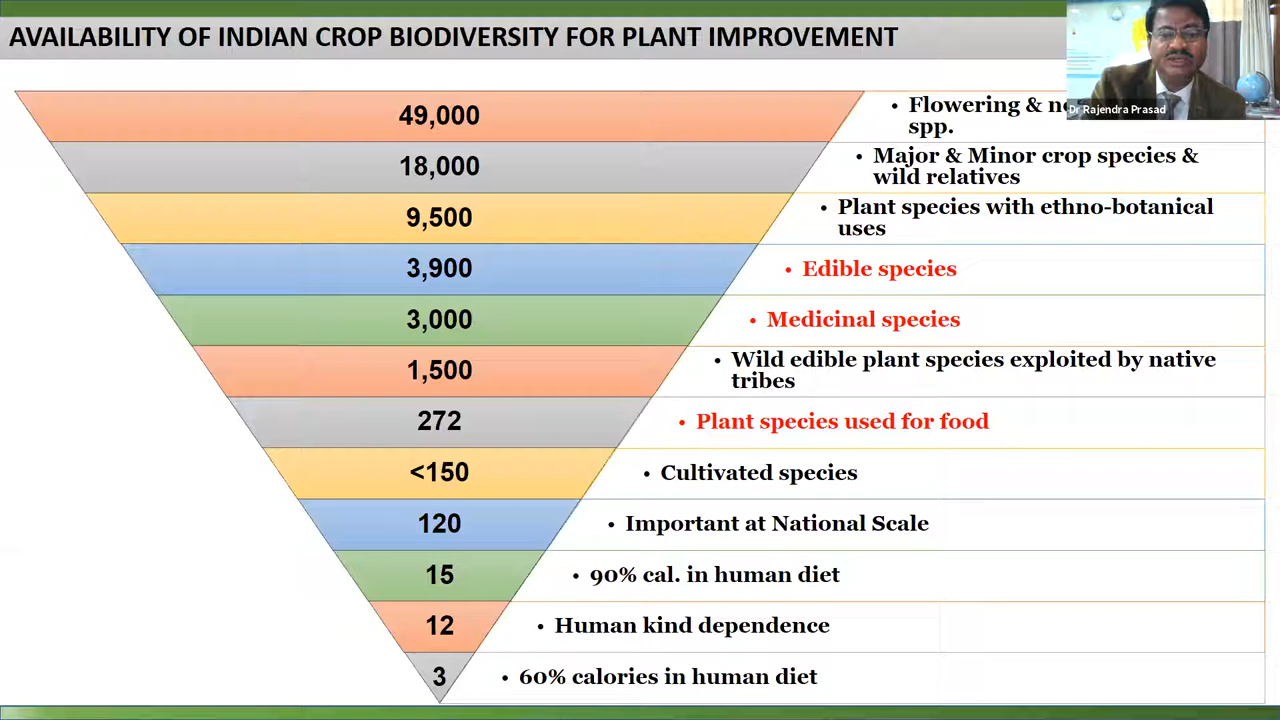 AVAILABILITY OF INDIAN CROP BIODIVERSITY FOR PLANT IMPROVEMENT
Dr Rajendra Prasad
49,000
• Flowering &
spp.
18,000
• Major & Minor crop species &
wild relatives
9,500
• Plant species with ethno-botanical
uses
3,900
• Edible species
3,000
• Medicinal species
1,500
• Wild edible plant species exploited by native
tribes
272
• Plant species used for food
<150
• Cultivated species
120
• Important at National Scale
15
• 90% cal. in human diet
12
• Human kind dependence
3
• 60% calories in human diet